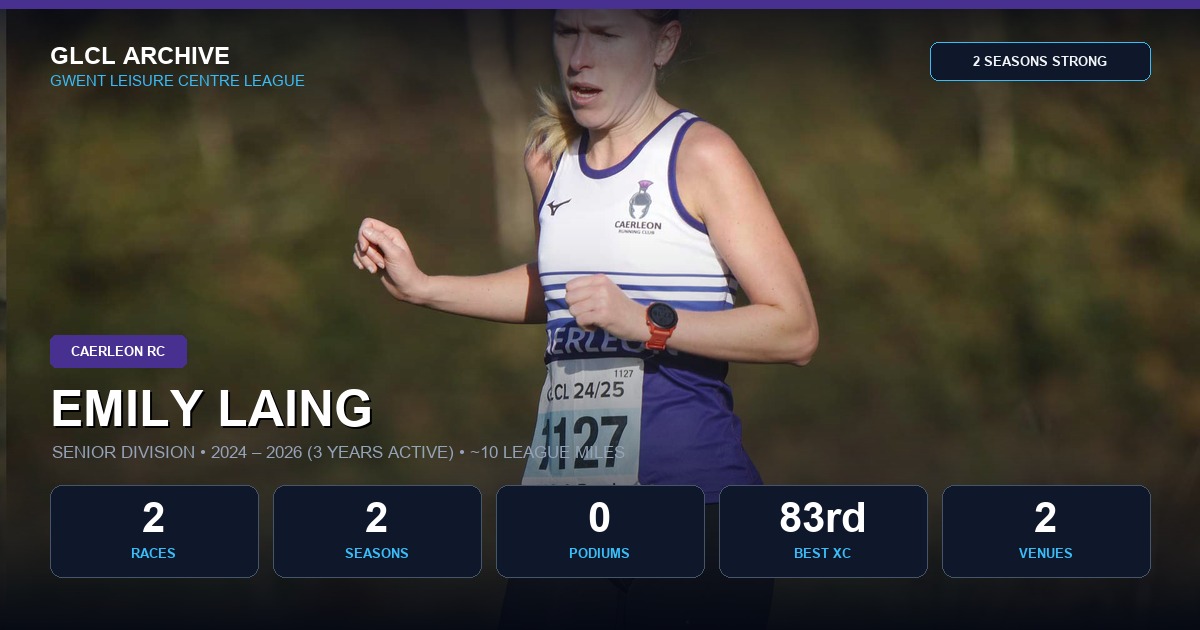 GLCL ARCHIVE
GWENT LEISURE CENTRE LEAGUE
2 SEASONS STRONG
CAERLEON
RUNNING CLUB
1127
CL 24/25
1127
CAERLEON RC
EMILY LAING
SENIOR DIVISION • 2024 – 2026 (3 YEARS ACTIVE) • ~10 LEAGUE MILES
2
RACES
2
SEASONS
0
PODIUMS
83rd
BEST XC
2
VENUES